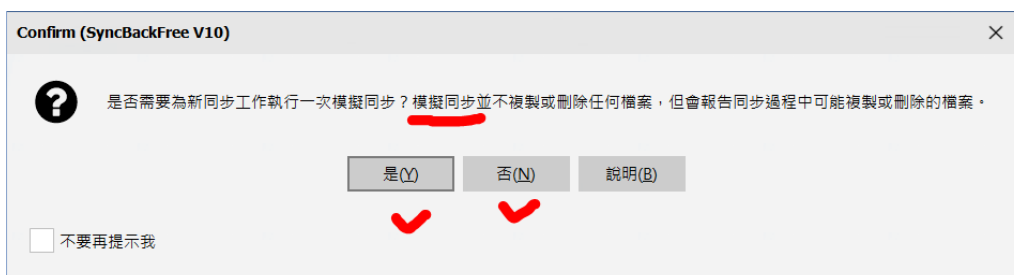 Confirm (SyncBackFree V10)
是否需要為新同步工作執行一次模擬同步？模擬同步並不複製或刪除任何檔案，但會報告同步過程中可能複製或刪除的檔案。
是(Y) 否(N) 說明(B)
不要再提示我